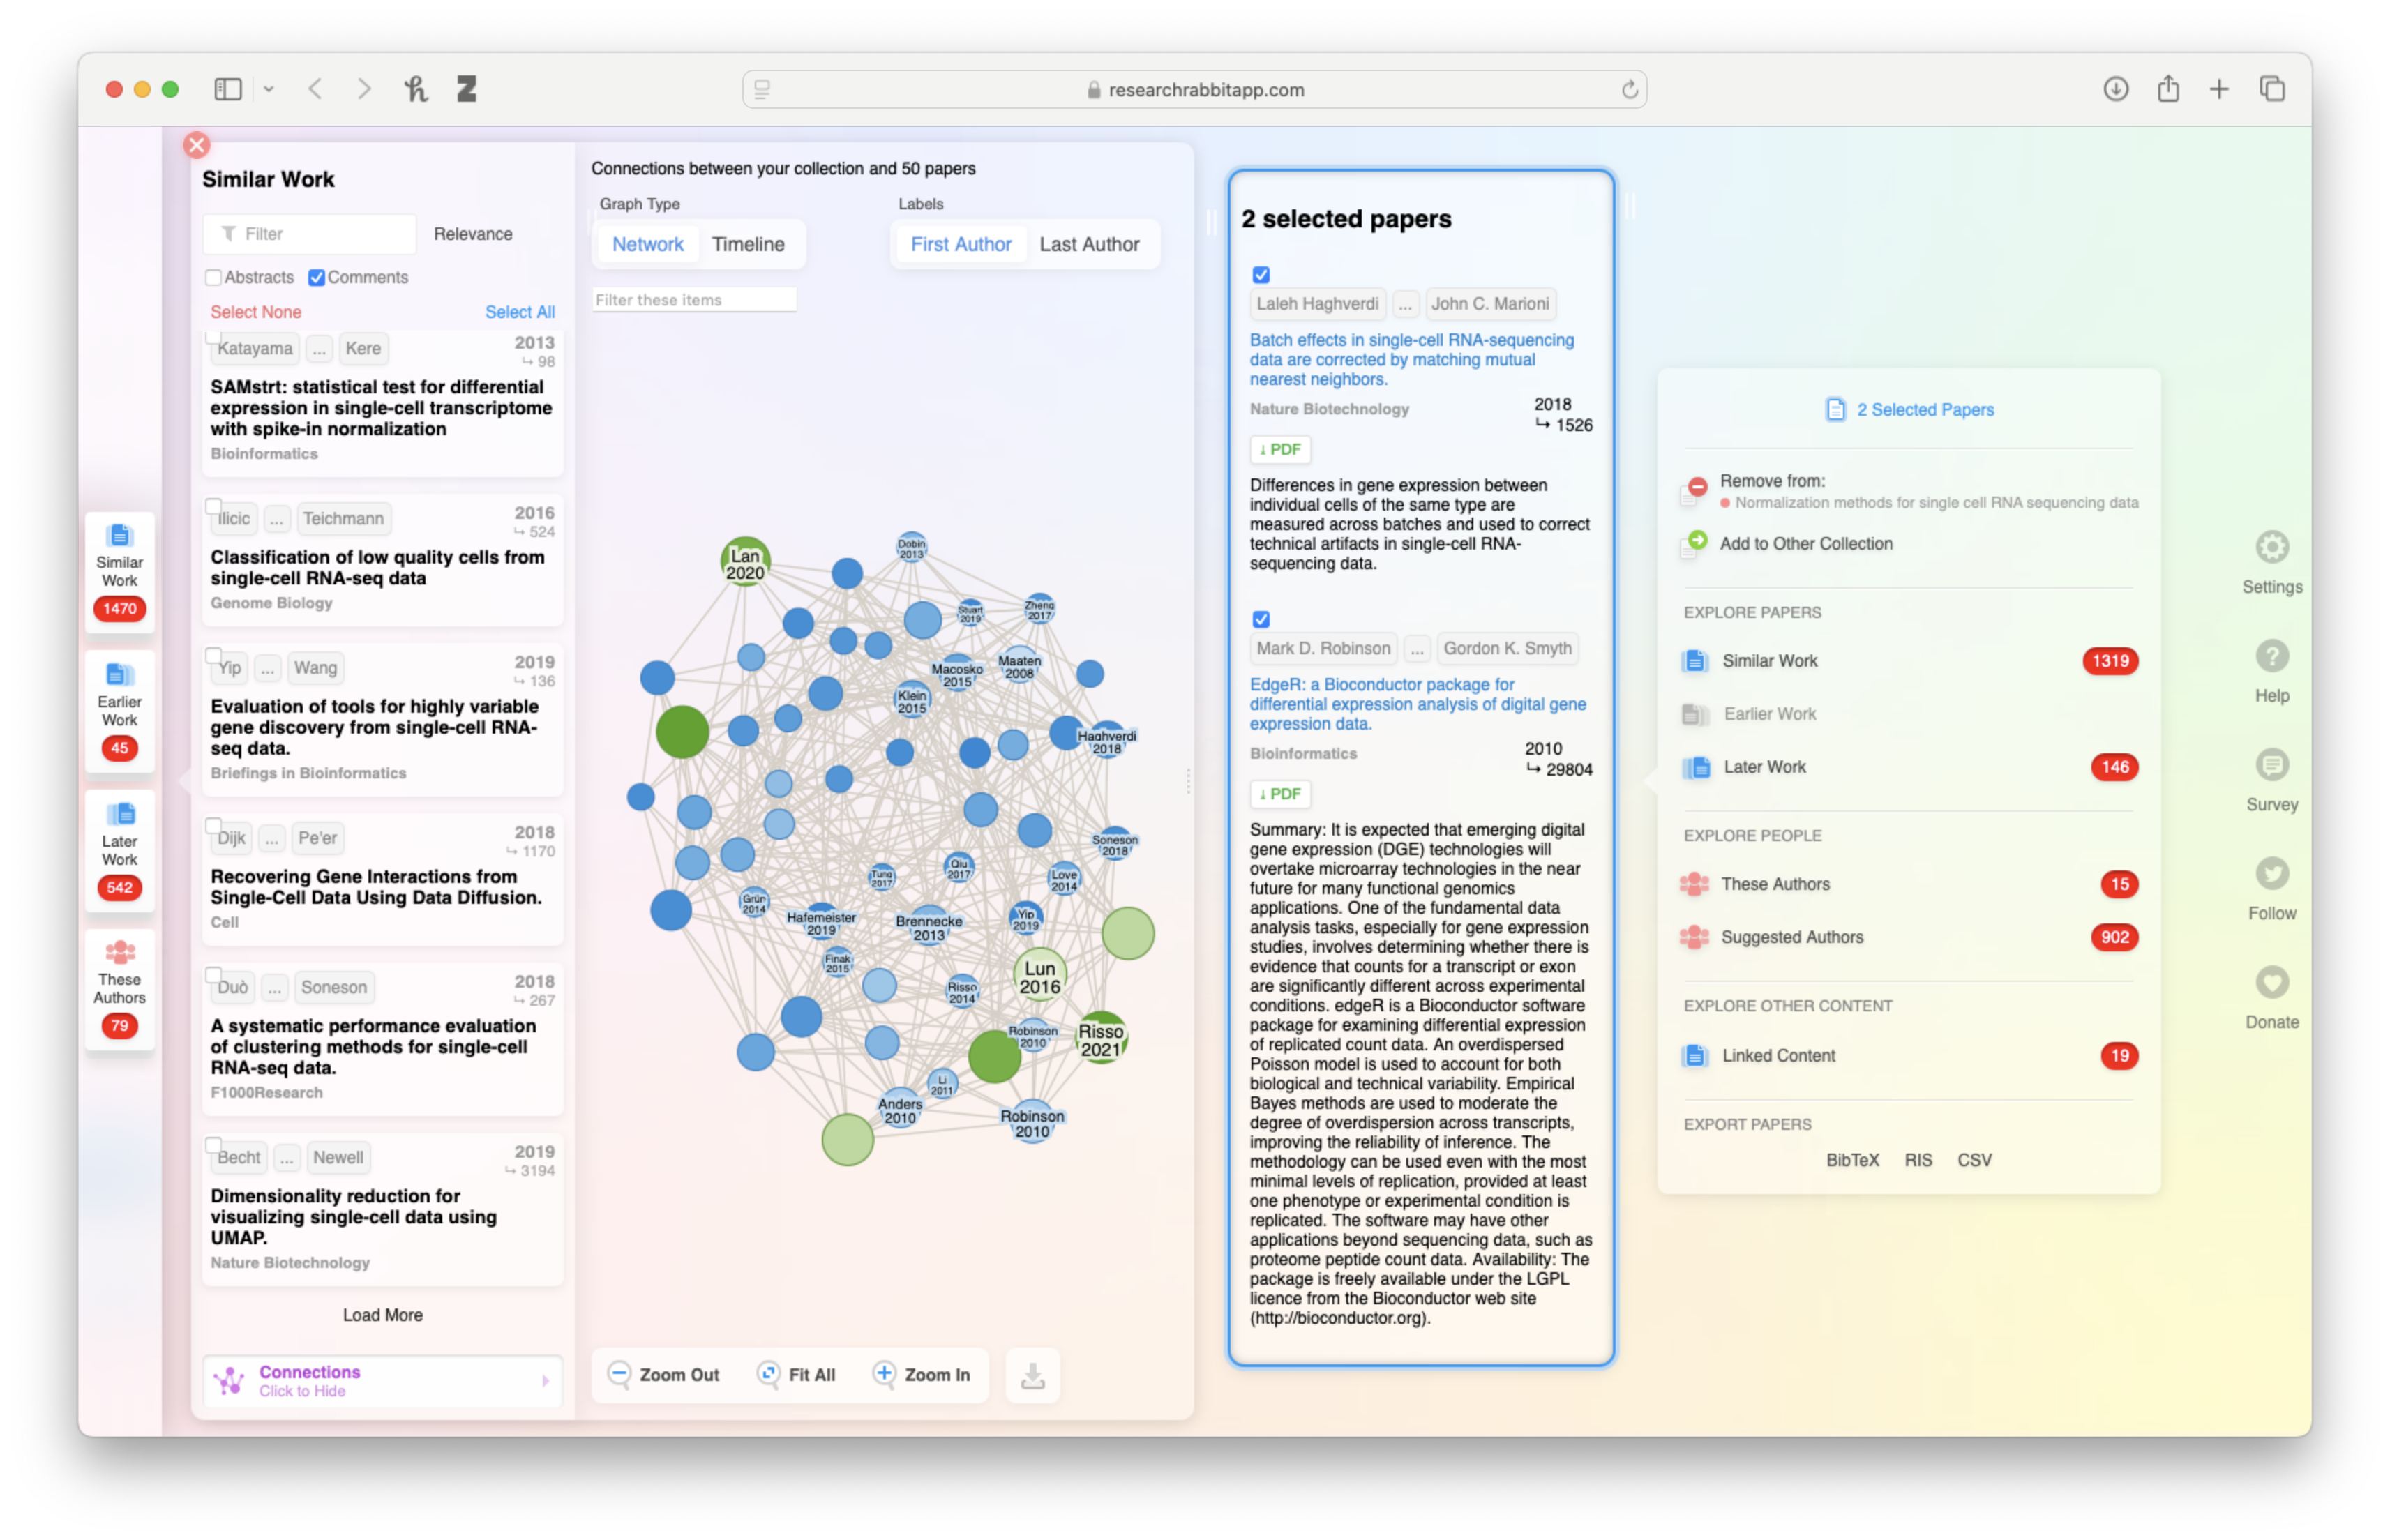 researchrabbitapp.com
Similar
Work
1470
Earlier
Work
45
Later
Work
542
These
Authors
79
Similar Work
Filter
Relevance
Abstracts Comments
Select None Select All
Katayama ... Kere 2013
↪ 98
SAMstrt: statistical test for differential
expression in single-cell transcriptome
with spike-in normalization
Bioinformatics
Ilicic ... Teichmann 2016
↪ 524
Classification of low quality cells from
single-cell RNA-seq data
Genome Biology
Yip ... Wang 2019
↪ 136
Evaluation of tools for highly variable
gene discovery from single-cell RNA-
seq data.
Briefings in Bioinformatics
Dijk ... Pe'er 2018
↪ 1170
Recovering Gene Interactions from
Single-Cell Data Using Data Diffusion.
Cell
Duò ... Soneson 2018
↪ 267
A systematic performance evaluation
of clustering methods for single-cell
RNA-seq data.
F1000Research
Becht ... Newell 2019
↪ 3194
Dimensionality reduction for
visualizing single-cell data using
UMAP.
Nature Biotechnology
Load More
Connections
Click to Hide
Connections between your collection and 50 papers
Graph Type Labels
Network Timeline First Author Last Author
Filter these items
Dobin
2013
Lan
2020
Stuart
2019
Zheng
2017
Macosko
2015
Maaten
2008
Klein
2015
Haghverdi
2018
Soneson
2018
Tung
2017
Qiu
2017
Love
2014
Grün
2014
Hafemeister
2019
Brennecke
2013
Yip
2019
Finak
2015
Lun
2016
Risso
2014
Robinson
2010
Risso
2021
Li
2011
Anders
2010
Robinson
2010
Zoom Out Fit All Zoom In
2 selected papers
Laleh Haghverdi ... John C. Marioni
Batch effects in single-cell RNA-sequencing
data are corrected by matching mutual
nearest neighbors.
Nature Biotechnology 2018
↪ 1526
↓ PDF
Differences in gene expression between
individual cells of the same type are
measured across batches and used to correct
technical artifacts in single-cell RNA-
sequencing data.
Mark D. Robinson ... Gordon K. Smyth
EdgeR: a Bioconductor package for
differential expression analysis of digital gene
expression data.
Bioinformatics 2010
↪ 29804
↓ PDF
Summary: It is expected that emerging digital
gene expression (DGE) technologies will
overtake microarray technologies in the near
future for many functional genomics
applications. One of the fundamental data
analysis tasks, especially for gene expression
studies, involves determining whether there is
evidence that counts for a transcript or exon
are significantly different across experimental
conditions. edgeR is a Bioconductor software
package for examining differential expression
of replicated count data. An overdispersed
Poisson model is used to account for both
biological and technical variability. Empirical
Bayes methods are used to moderate the
degree of overdispersion across transcripts,
improving the reliability of inference. The
methodology can be used even with the most
minimal levels of replication, provided at least
one phenotype or experimental condition is
replicated. The software may have other
applications beyond sequencing data, such as
proteome peptide count data. Availability: The
package is freely available under the LGPL
licence from the Bioconductor web site
(http://bioconductor.org).
2 Selected Papers
Remove from:
Normalization methods for single cell RNA sequencing data
Add to Other Collection
EXPLORE PAPERS
Similar Work 1319
Earlier Work
Later Work 146
EXPLORE PEOPLE
These Authors 15
Suggested Authors 902
EXPLORE OTHER CONTENT
Linked Content 19
EXPORT PAPERS
BibTeX RIS CSV
Settings
Help
Survey
Follow
Donate